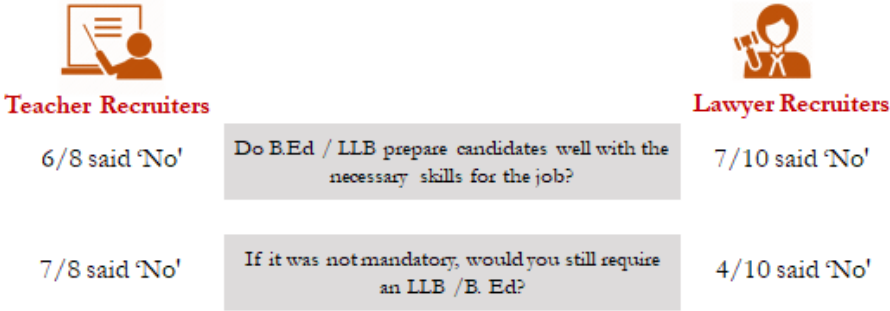 Teacher Recruiters
Lawyer Recruiters
6/8 said 'No'
Do B.Ed / LLB prepare candidates well with the
necessary skills for the job?
7/10 said 'No'
7/8 said 'No'
If it was not mandatory, would you still require
an LLB /B. Ed?
4/10 said 'No'